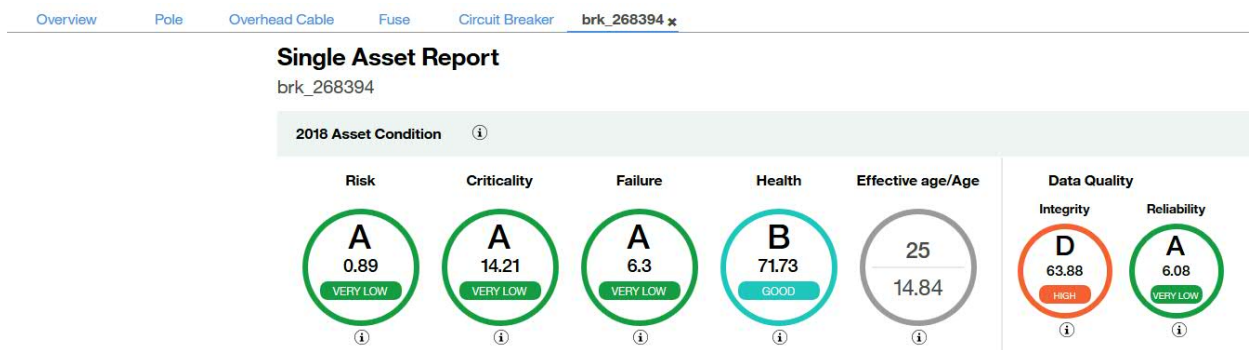 Overview Pole Overhead Cable Fuse Circuit Breaker brk_268394 ×
Single Asset Report
brk_268394
2018 Asset Condition i
Risk Criticality Failure Health Effective age/Age Data Quality
Integrity Reliability
A A A B 25 D A
0.89 14.21 6.3 71.73 14.84 63.88 6.08
VERY LOW VERY LOW VERY LOW GOOD HIGH VERY LOW
i i i i i i i